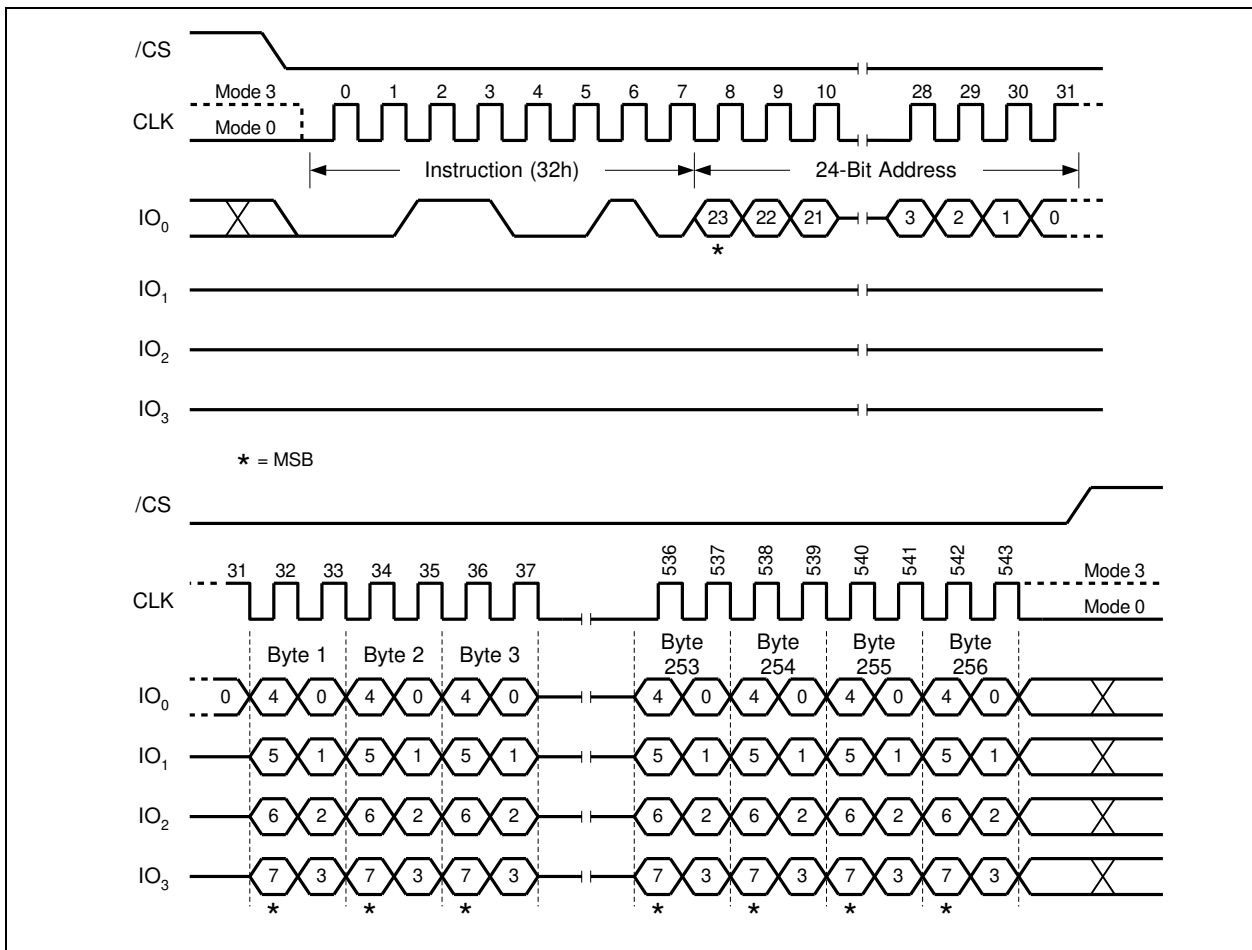 /CS
Mode 3 0 1 2 3 4 5 6 7 8 9 10 28 29 30 31
CLK
Mode 0
Instruction (32h) 24-Bit Address
IO0 23 22 21 3 2 1 0
*
IO1
IO2
IO3
* = MSB
/CS
31 32 33 34 35 36 37 536 537 538 539 540 541 542 543 Mode 3
CLK
Mode 0
Byte 1 Byte 2 Byte 3 Byte 253 Byte 254 Byte 255 Byte 256
IO0 0 4 0 4 0 4 0 4 0 4 0 4 0 4 0
IO1 5 1 5 1 5 1 5 1 5 1 5 1 5 1
IO2 6 2 6 2 6 2 6 2 6 2 6 2 6 2
IO3 7 3 7 3 7 3 7 3 7 3 7 3 7 3
* * * * * * *